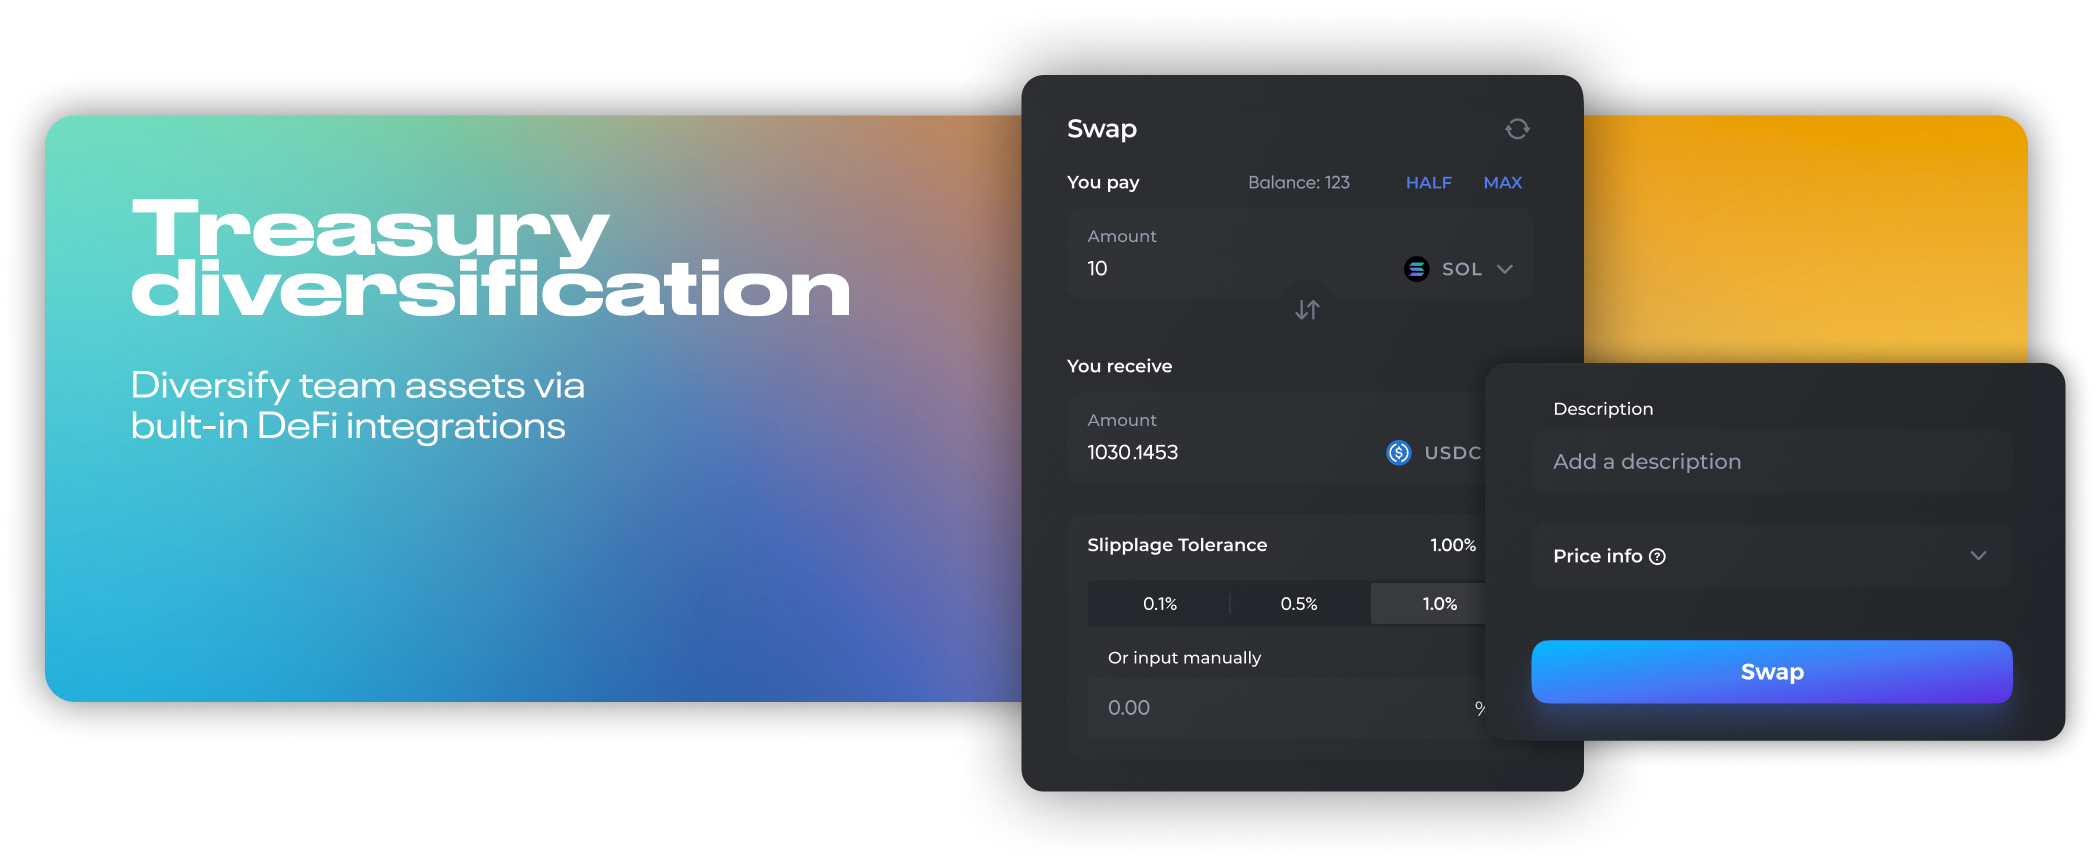 Treasury
diversification
Diversify team assets via
bult-in DeFi integrations
Swap
You pay Balance: 123 HALF MAX
Amount
10 SOL
You receive
Amount
1030.1453 USDC
Slipplage Tolerance 1.00%
0.1% 0.5% 1.0%
Or input manually
0.00 %
Description
Add a description
Price info
Swap